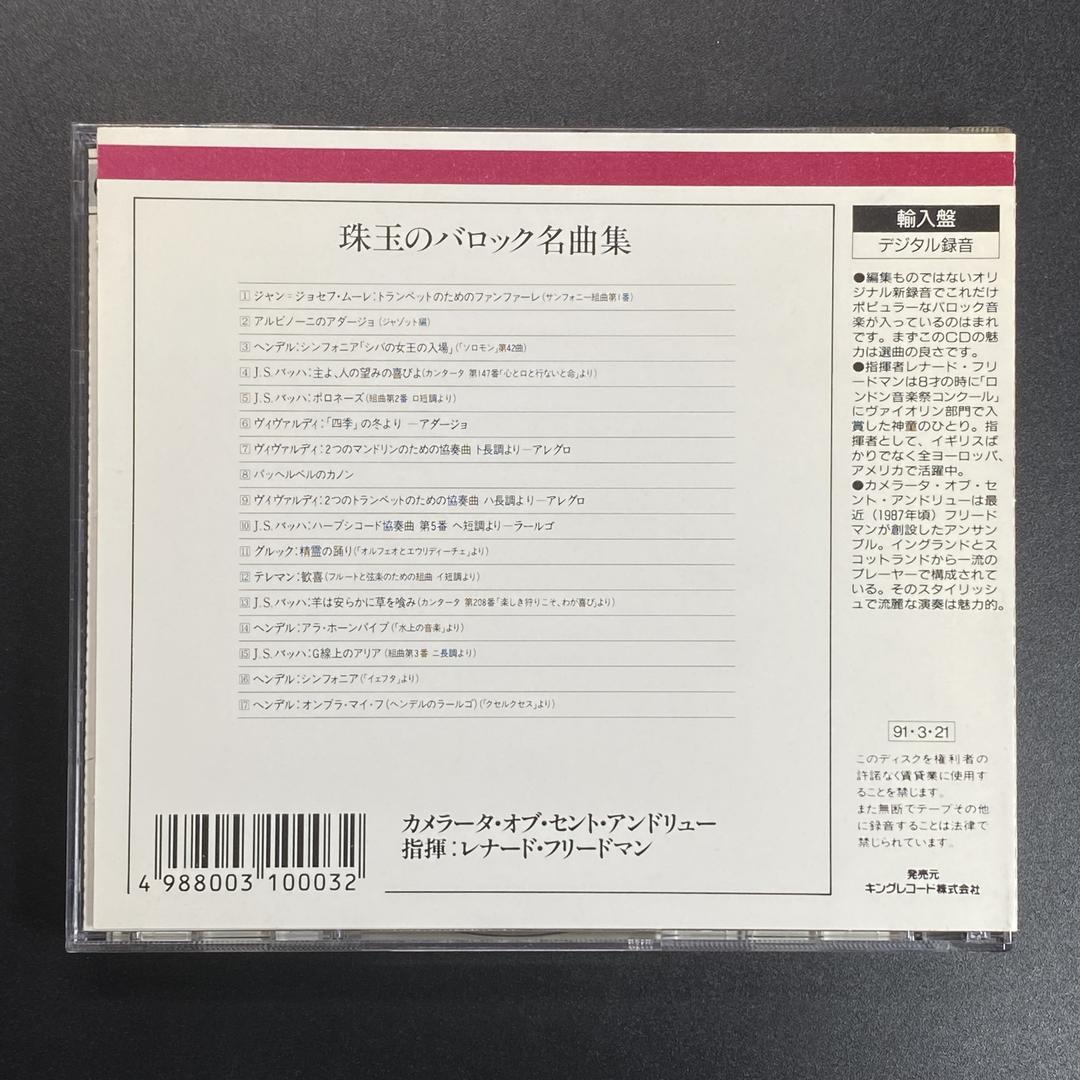 珠玉のバロック名曲集
1 ジャン=ジョセフ・ムーレ:トランペットのためのファンファーレ(サンフォニー組曲第1番)
2 アルビノーニのアダージョ(ジャゾット編)
3 ヘンデル:シンフォニア「シバの女王の入場」(「ソロモン」第42曲)
4 J.S.バッハ:主よ、人の望みの喜びよ(カンタータ 第147番「心と口と行ないと命」より)
5 J.S.バッハ:ポロネーズ(組曲第2番 ロ短調より)
6 ヴィヴァルディ:「四季」の冬より ―アダージョ
7 ヴィヴァルディ:2つのマンドリンのための協奏曲 ト長調より―アレグロ
8 パッヘルベルのカノン
9 ヴィヴァルディ:2つのトランペットのための協奏曲 ハ長調より―アレグロ
10 J.S.バッハ:ハープシコード協奏曲 第5番 ヘ短調より―ラールゴ
11 グルック:精霊の踊り(「オルフェオとエウリディーチェ」より)
12 テレマン:歓喜(フルートと弦楽のための組曲 イ短調より)
13 J.S.バッハ:羊は安らかに草を喰み(カンタータ 第208番「楽しき狩りこそ、わが喜び」より)
14 ヘンデル:アラ・ホーンパイプ(「水上の音楽」より)
15 J.S.バッハ:G線上のアリア(組曲第3番 ニ長調より)
16 ヘンデル:シンフォニア(「イェフタ」より)
17 ヘンデル:オンブラ・マイ・フ(ヘンデルのラールゴ)(「クセルクセス」より)
カメラータ・オブ・セント・アンドリュー
指揮:レナード・フリードマン
4 988003 100032
輸入盤
デジタル録音
●編集ものではないオリ
ジナル新録音でこれだけ
ポピュラーなバロック音
楽が入っているのはまれ
です。まずこのCDの魅
力は選曲の良さです。
●指揮者レナード・フリ
ードマンは8才の時に「ロ
ンドン音楽祭コンクール」
にヴァイオリン部門で入
賞した神童のひとり。指
揮者として、イギリスば
かりでなく全ヨーロッパ、
アメリカで活躍中。
●カメラータ・オブ・セ
ント・アンドリューは最
近(1987年頃)フリード
マンが創設したアンサン
ブル。イングランドとス
コットランドから一流の
プレーヤーで構成されて
いる。そのスタイリッシ
ュで流麗な演奏は魅力的。
91・3・21
このディスクを権利者の
許諾なく賃貸業に使用す
ることを禁じます。
また無断でテープその他
に録音することは法律で
禁じられています。
発売元
キングレコード株式会社